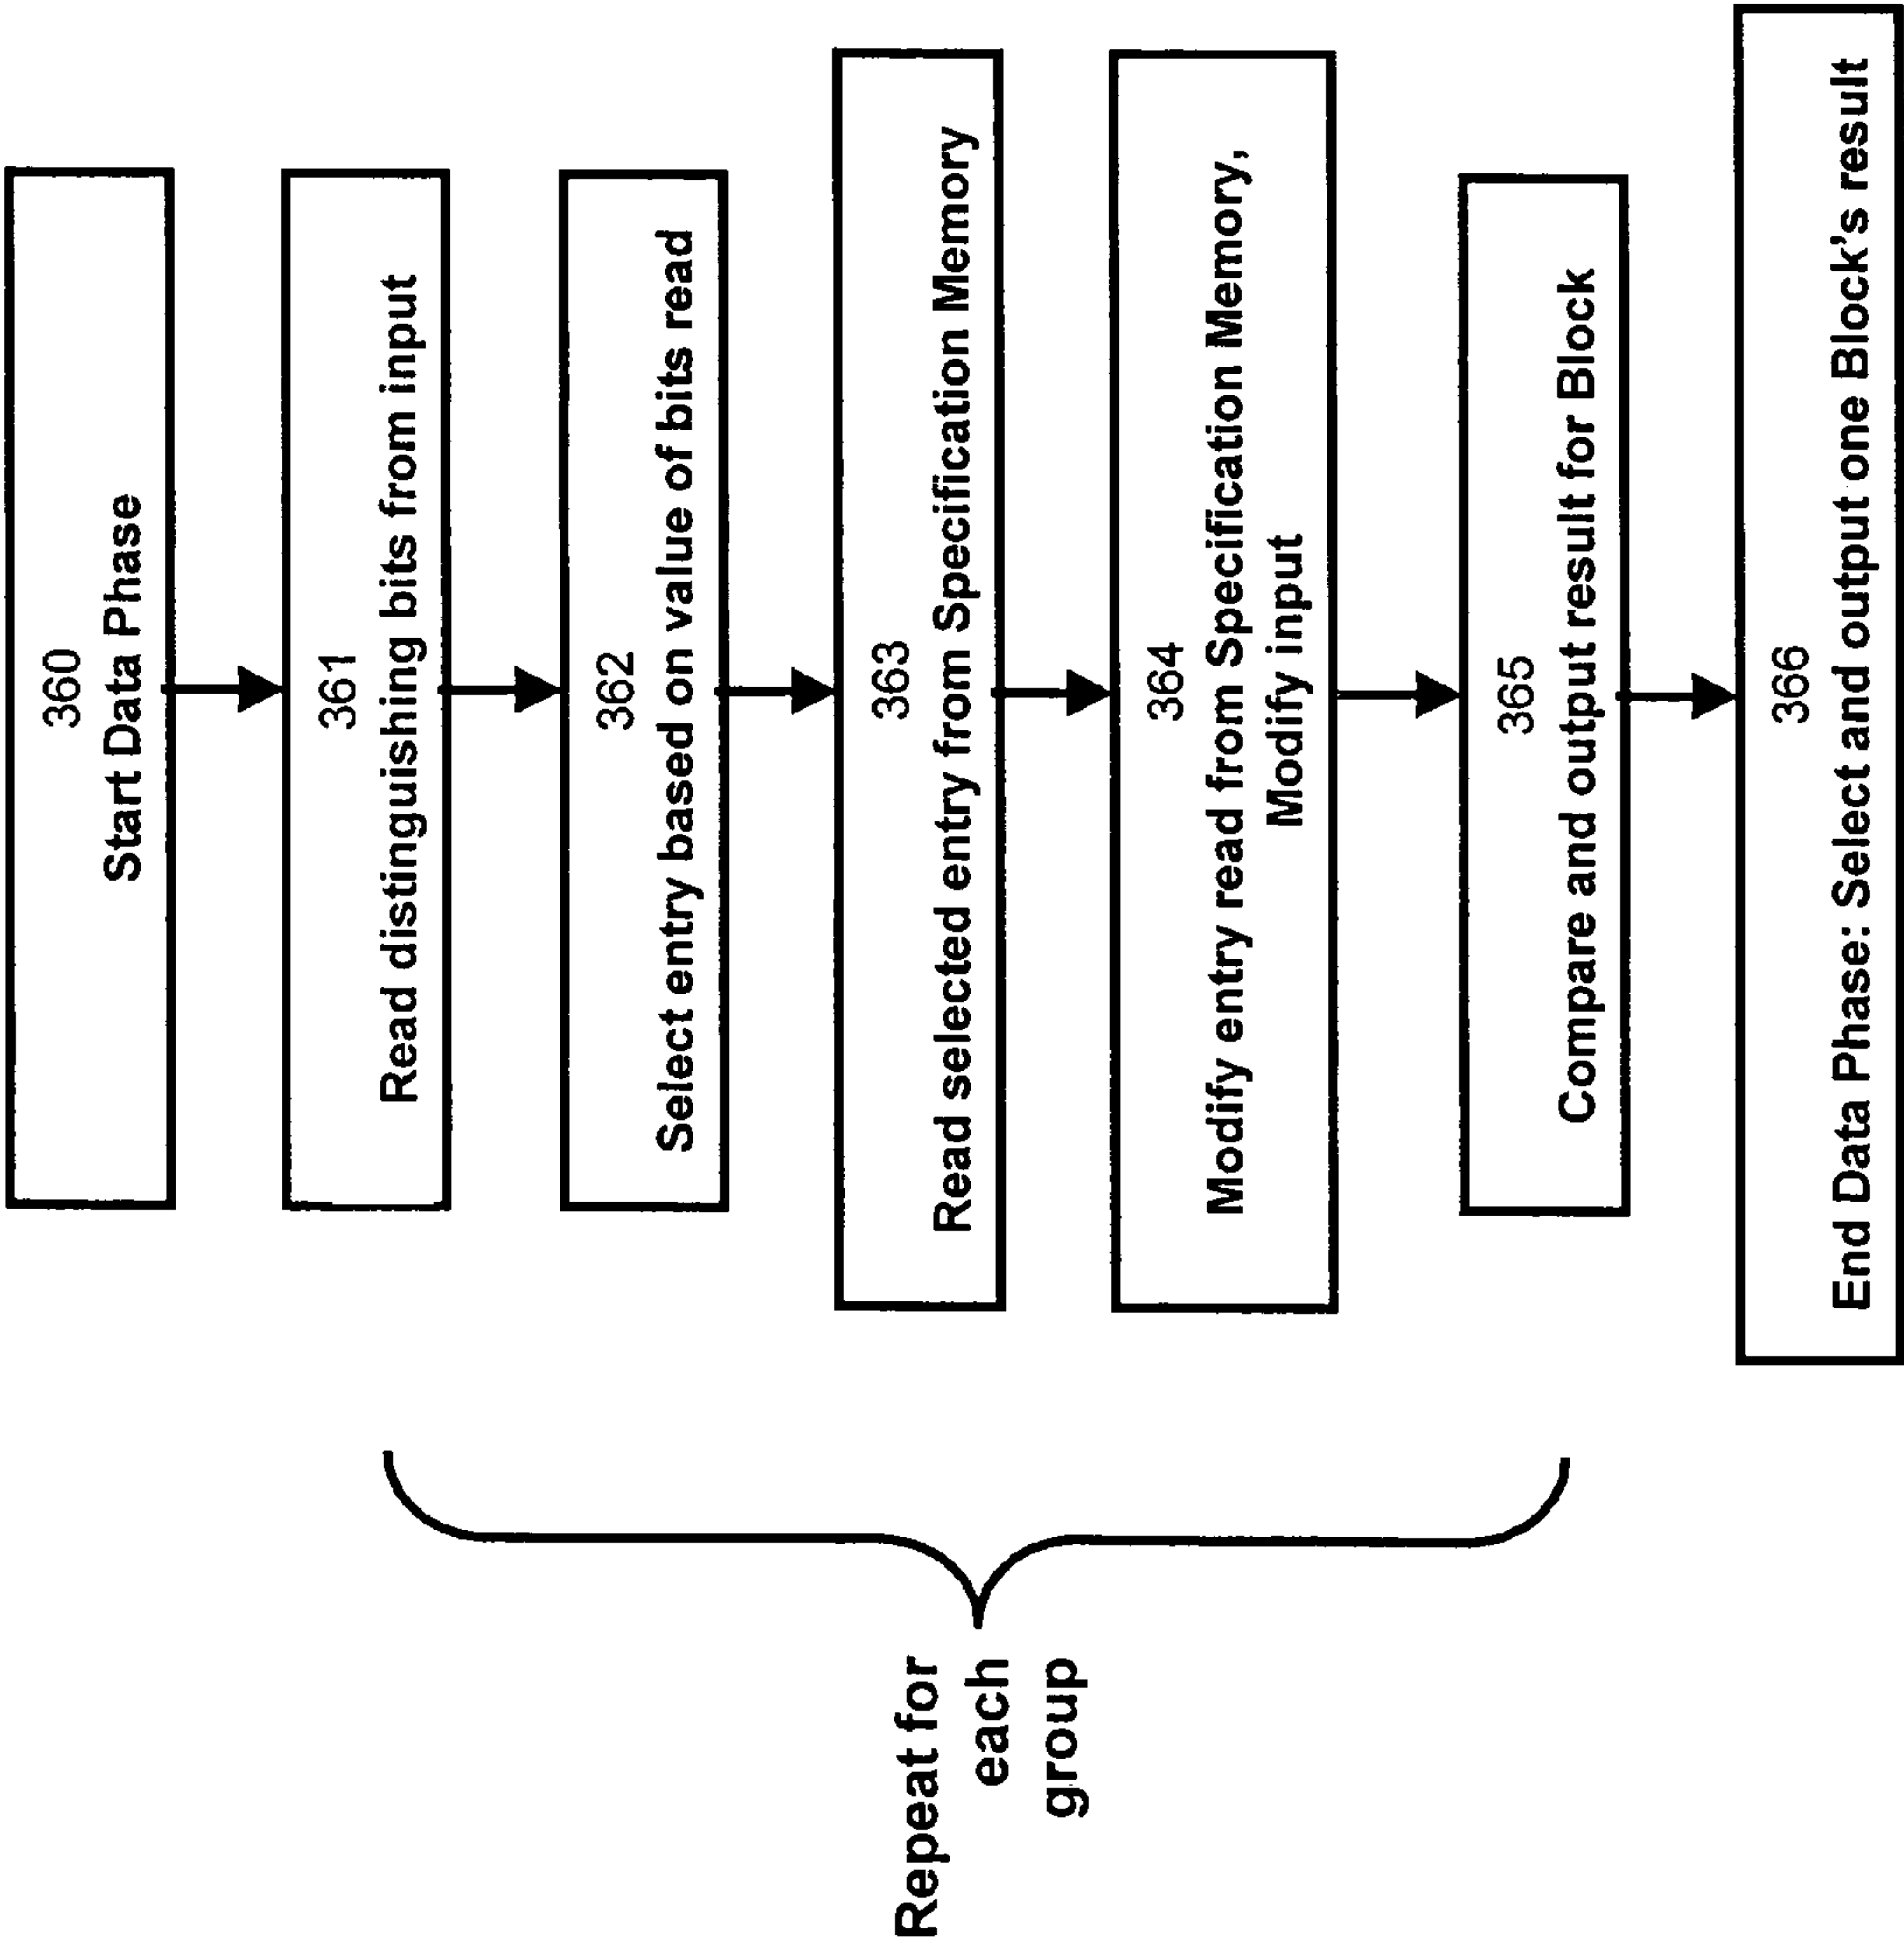 360
Start Data Phase
361
Read distinguishing bits from input
362
Select entry based on value of bits read
363
Read selected entry from Specification Memory
364
Modify entry read from Specification Memory,
Modify input
365
Compare and output result for Block
366
End Data Phase: Select and output one Block's result
Repeat for
each
group